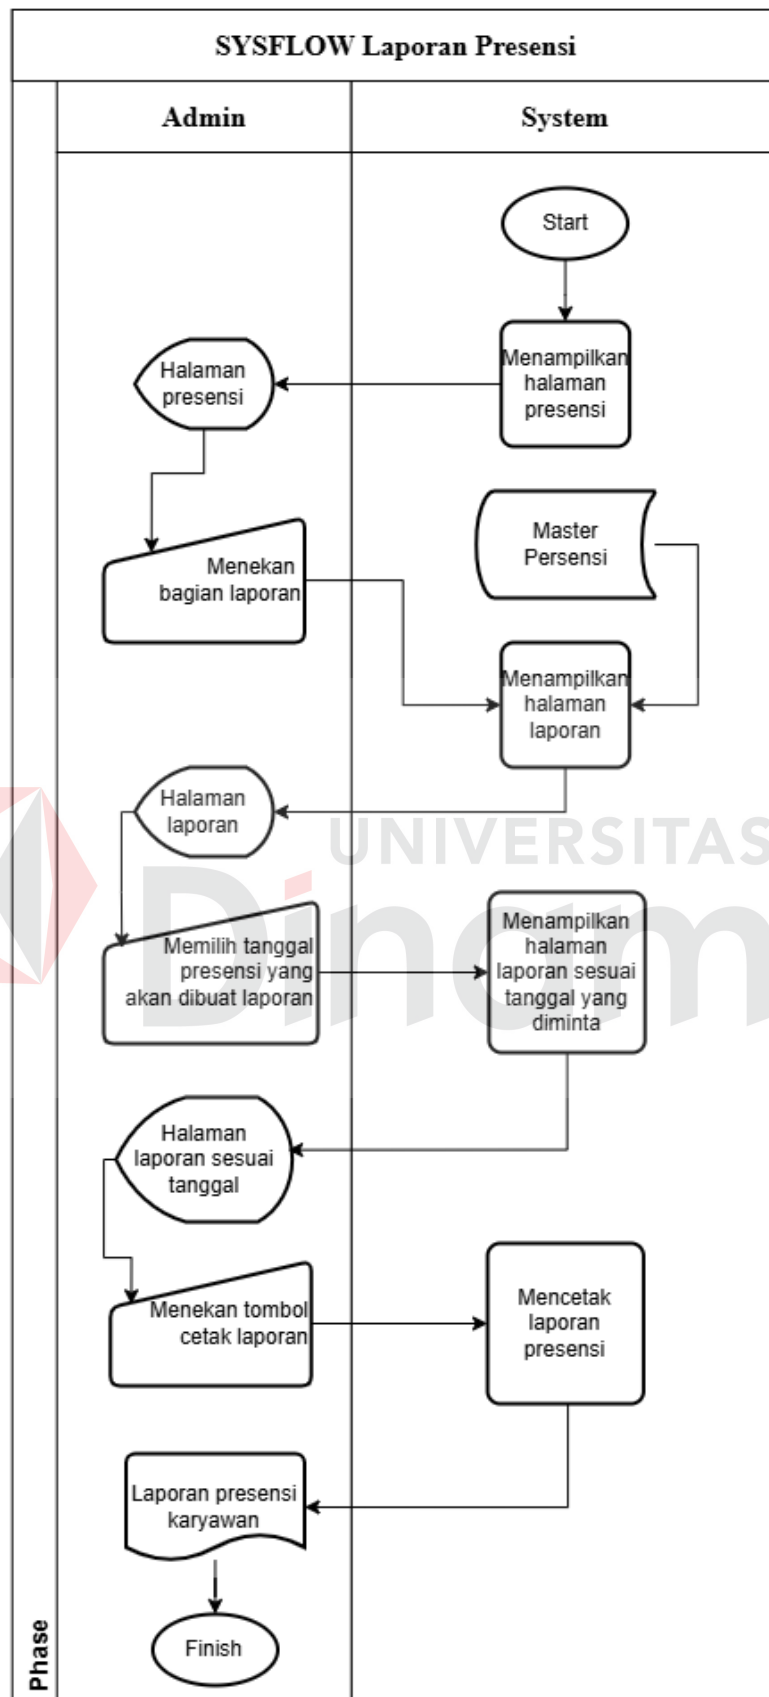 SYSFLOW Laporan Presensi
Admin
System
Start
Menampilkan
halaman
presensi
Halaman
presensi
Master
Persensi
Menekan
bagian laporan
Menampilkan
halaman
laporan
Halaman
laporan
UNIVERSITAS
Dinam
Memilih tanggal
presensi yang
akan dibuat laporan
Menampilkan
halaman
laporan sesuai
tanggal yang
diminta
Halaman
laporan sesuai
tanggal
Menekan tombol
cetak laporan
Mencetak
laporan
presensi
Laporan presensi
karyawan
Finish
Phase